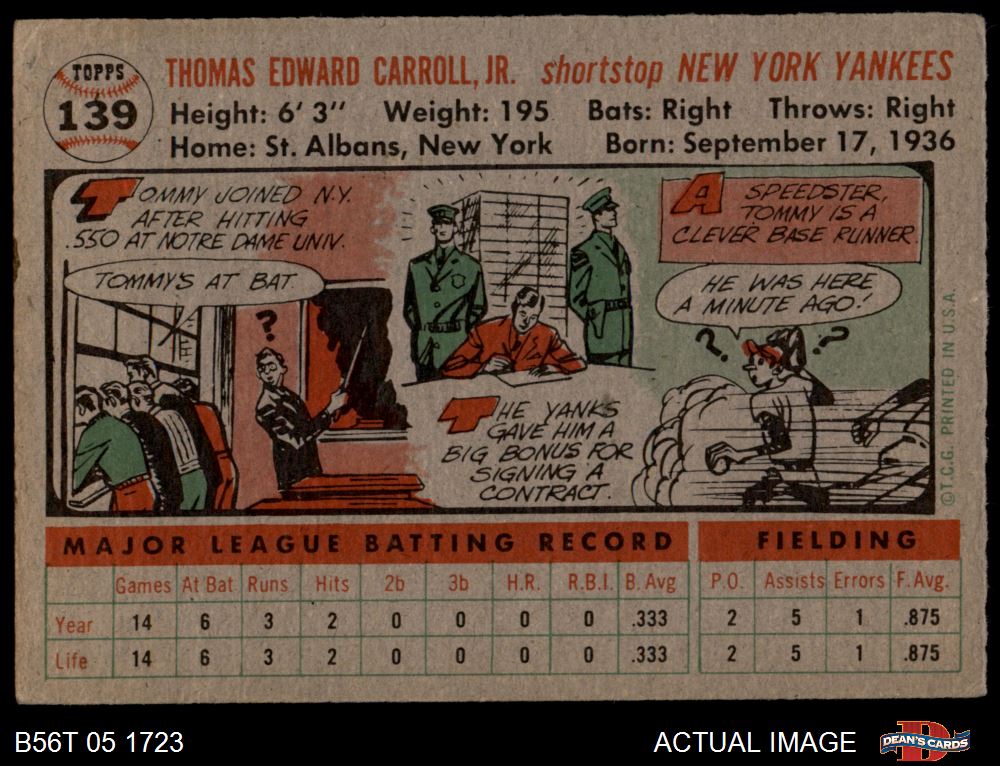 TOPPS
139
THOMAS EDWARD CARROLL, JR. shortstop NEW YORK YANKEES
Height: 6' 3" Weight: 195 Bats: Right Throws: Right
Home: St. Albans, New York Born: September 17, 1936
TOMMY JOINED N.Y.
AFTER HITTING
.550 AT NOTRE DAME UNIV.
TOMMY'S AT BAT.
?
THE YANKS
GAVE HIM A
BIG BONUS FOR
SIGNING A
CONTRACT.
A SPEEDSTER,
TOMMY IS A
CLEVER BASE RUNNER.
HE WAS HERE
A MINUTE AGO!
? ?
©T.C.G. PRINTED IN U.S.A.
MAJOR LEAGUE BATTING RECORD FIELDING
Games At Bat Runs Hits 2b 3b H.R. R.B.I. B. Avg P.O. Assists Errors F. Avg.
Year 14 6 3 2 0 0 0 0 .333 2 5 1 .875
Life 14 6 3 2 0 0 0 0 .333 2 5 1 .875
B56T 05 1723 ACTUAL IMAGE DEAN'S CARDS